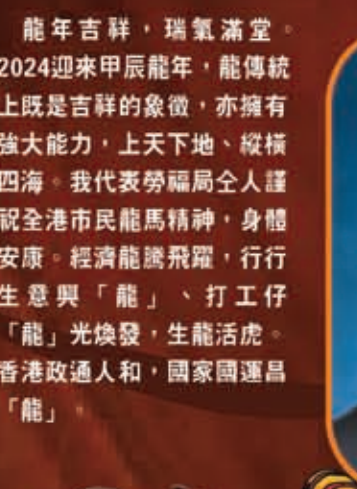 龍年吉祥，瑞氣滿堂。
2024迎來甲辰龍年，龍傳統
上既是吉祥的象徵，亦擁有
強大能力，上天下地、縱橫
四海。我代表勞福局仝人謹
祝全港市民龍馬精神，身體
安康。經濟龍騰飛躍，行行
生意興「龍」、打工仔
「龍」光煥發，生龍活虎。
香港政通人和，國家國運昌
「龍」。